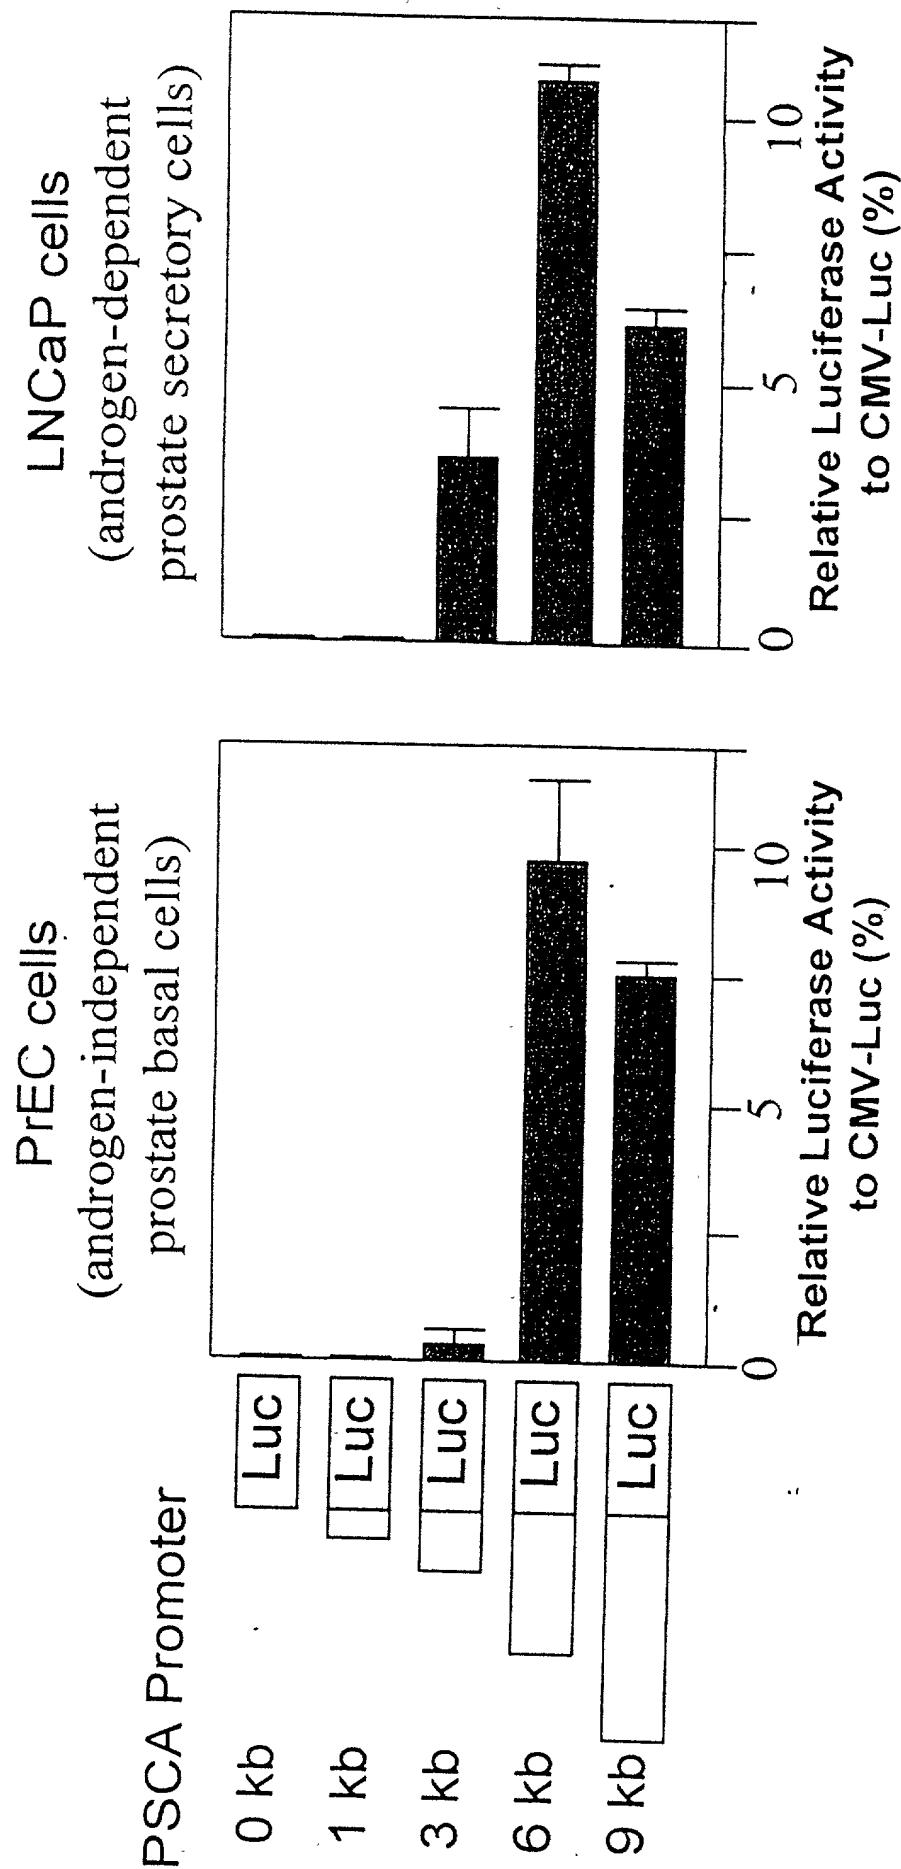 PSCA Promoter
0 kb
Luc
1 kb
Luc
3 kb
Luc
6 kb
Luc
9 kb
Luc
PrEC cells
(androgen-independent
prostate basal cells)
0
5
10
Relative Luciferase Activity
to CMV-Luc (%)
LNCaP cells
(androgen-dependent
prostate secretory cells)
0
5
10
Relative Luciferase Activity
to CMV-Luc (%)